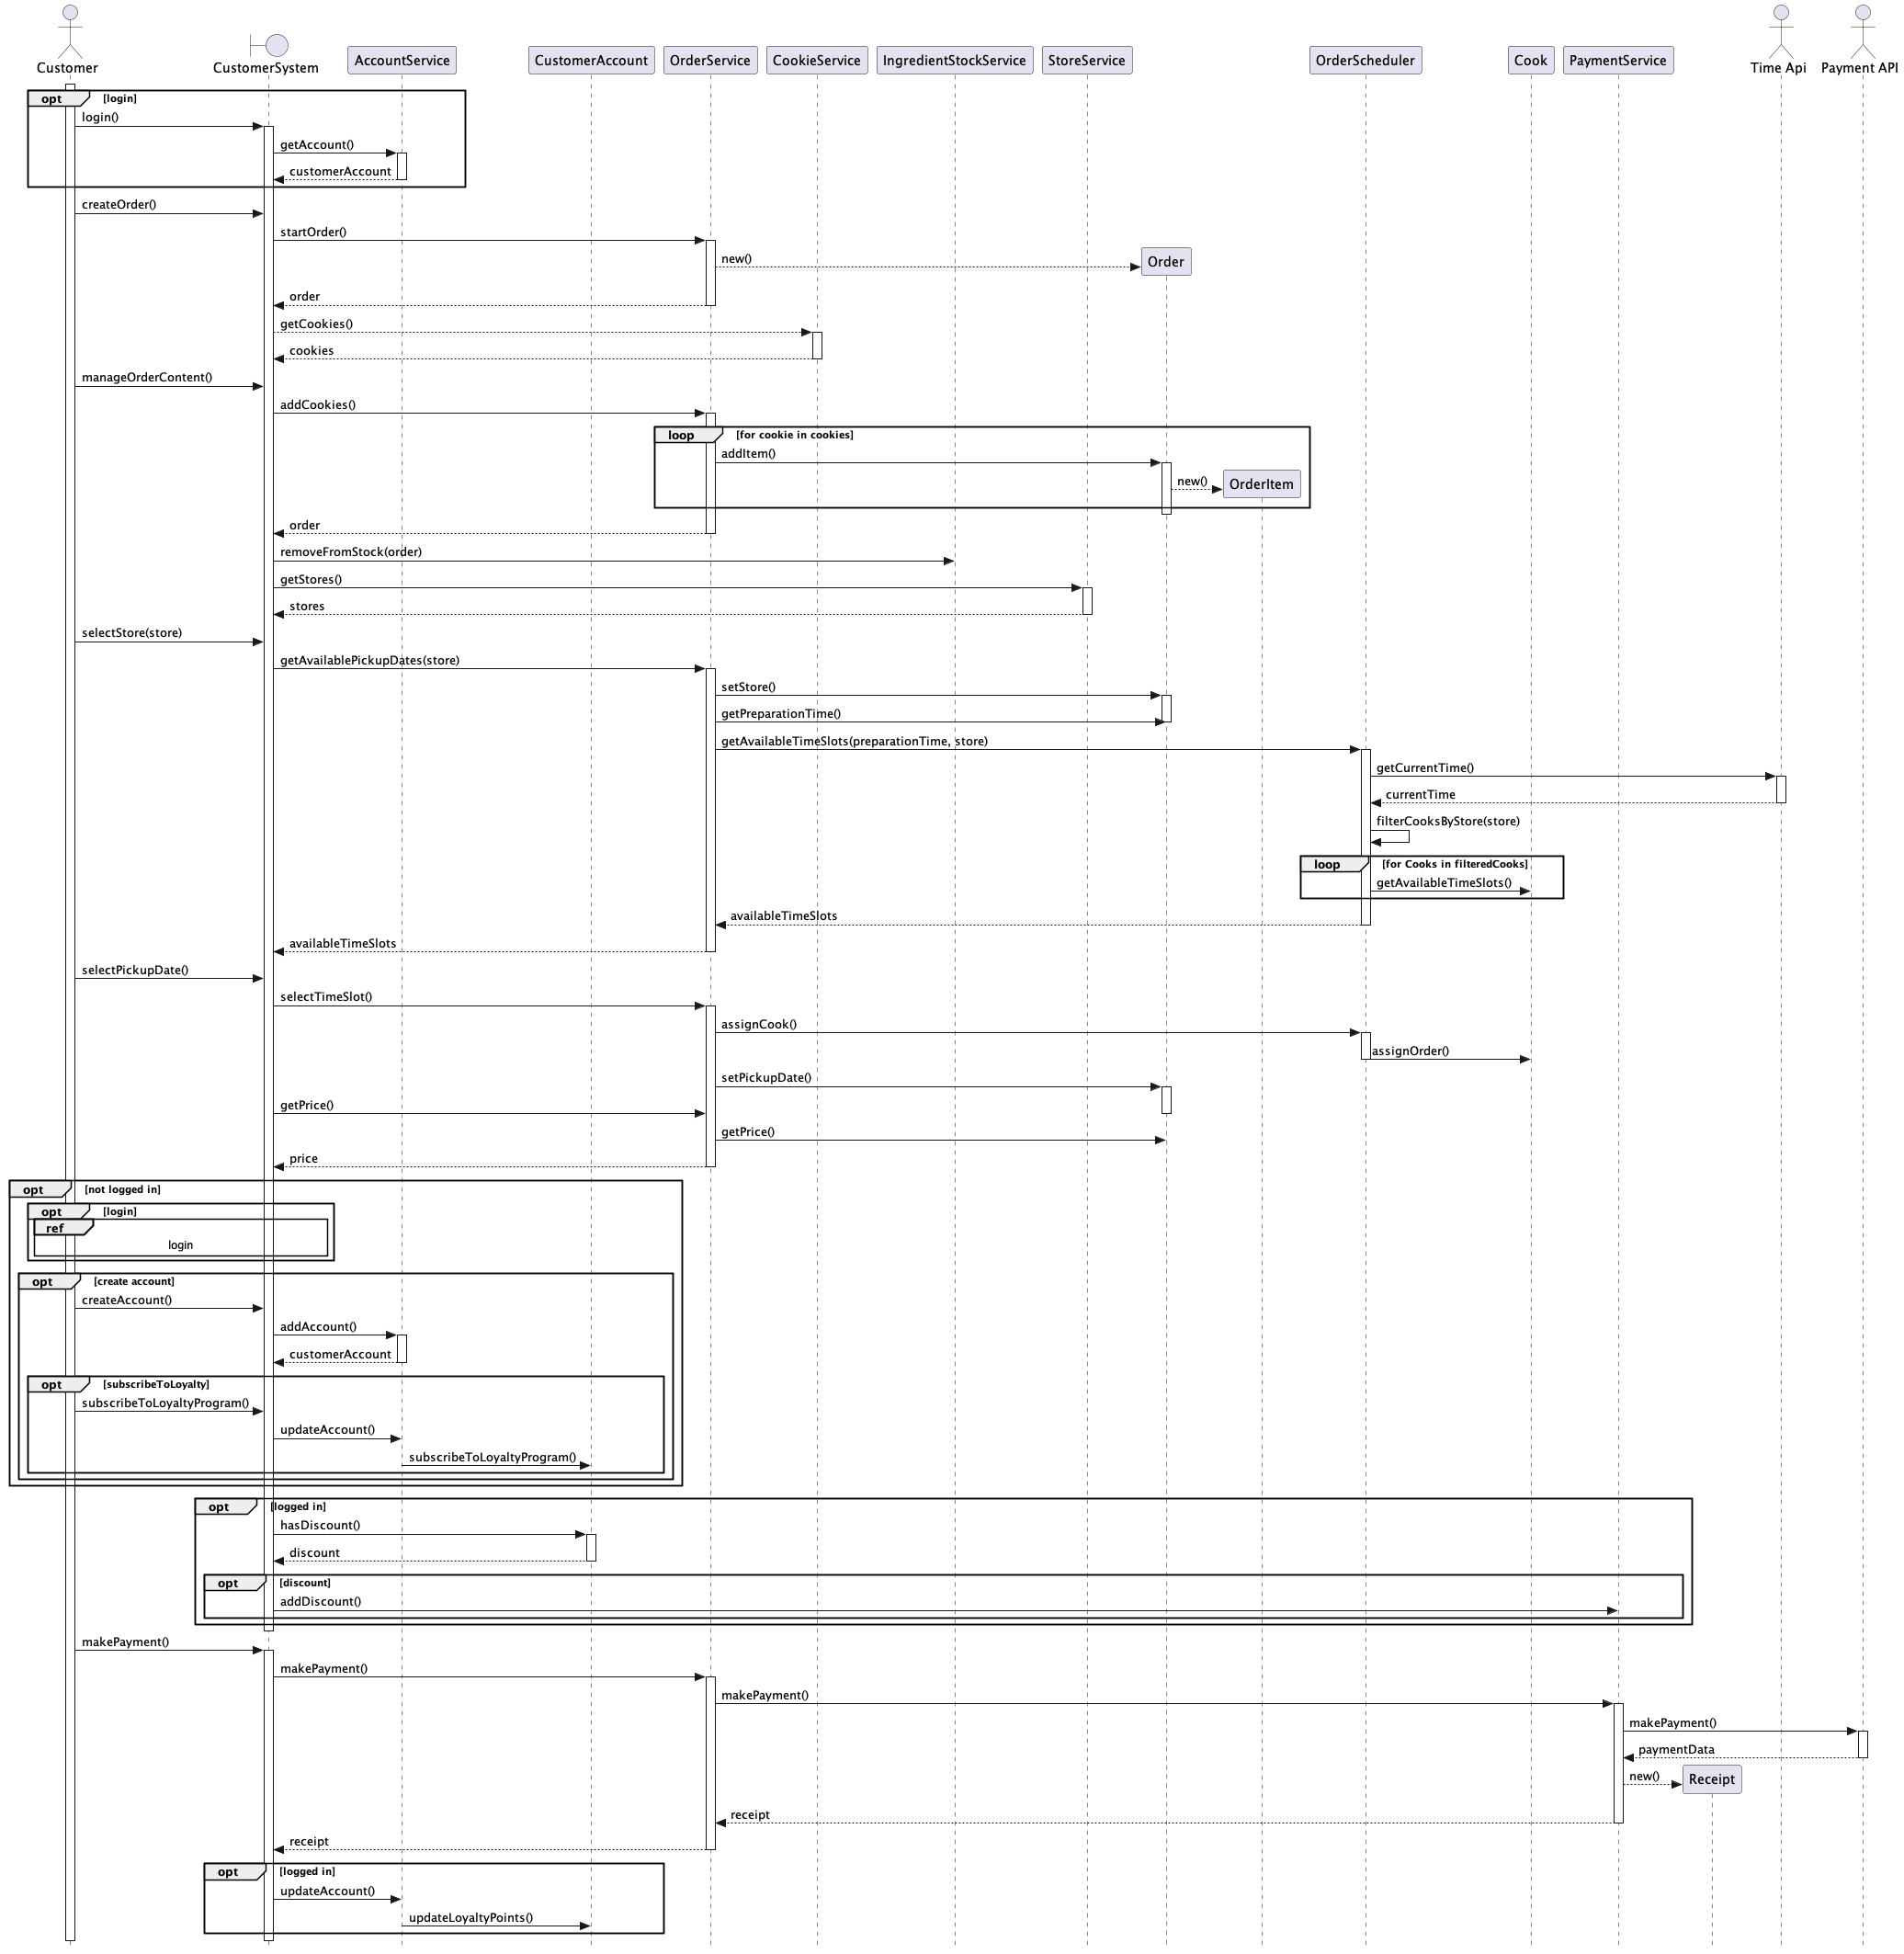 Customer
CustomerSystem
AccountService
CustomerAccount
OrderService
CookieService
IngredientStockService
StoreService
OrderScheduler
Cook
PaymentService
Time Api
Payment API
opt [login]
login()
getAccount()
customerAccount
createOrder()
startOrder()
new()
Order
order
getCookies()
cookies
manageOrderContent()
addCookies()
loop [for cookie in cookies]
addItem()
new()
OrderItem
order
removeFromStock(order)
getStores()
stores
selectStore(store)
getAvailablePickupDates(store)
setStore()
getPreparationTime()
getAvailableTimeSlots(preparationTime, store)
getCurrentTime()
currentTime
filterCooksByStore(store)
loop [for Cooks in filteredCooks]
getAvailableTimeSlots()
availableTimeSlots
availableTimeSlots
selectPickupDate()
selectTimeSlot()
assignCook()
assignOrder()
setPickupDate()
getPrice()
getPrice()
price
opt [not logged in]
opt [login]
ref
login
opt [create account]
createAccount()
addAccount()
customerAccount
opt [subscribeToLoyalty]
subscribeToLoyaltyProgram()
updateAccount()
subscribeToLoyaltyProgram()
opt [logged in]
hasDiscount()
discount
opt [discount]
addDiscount()
makePayment()
makePayment()
makePayment()
makePayment()
paymentData
new()
Receipt
receipt
receipt
opt [logged in]
updateAccount()
updateLoyaltyPoints()